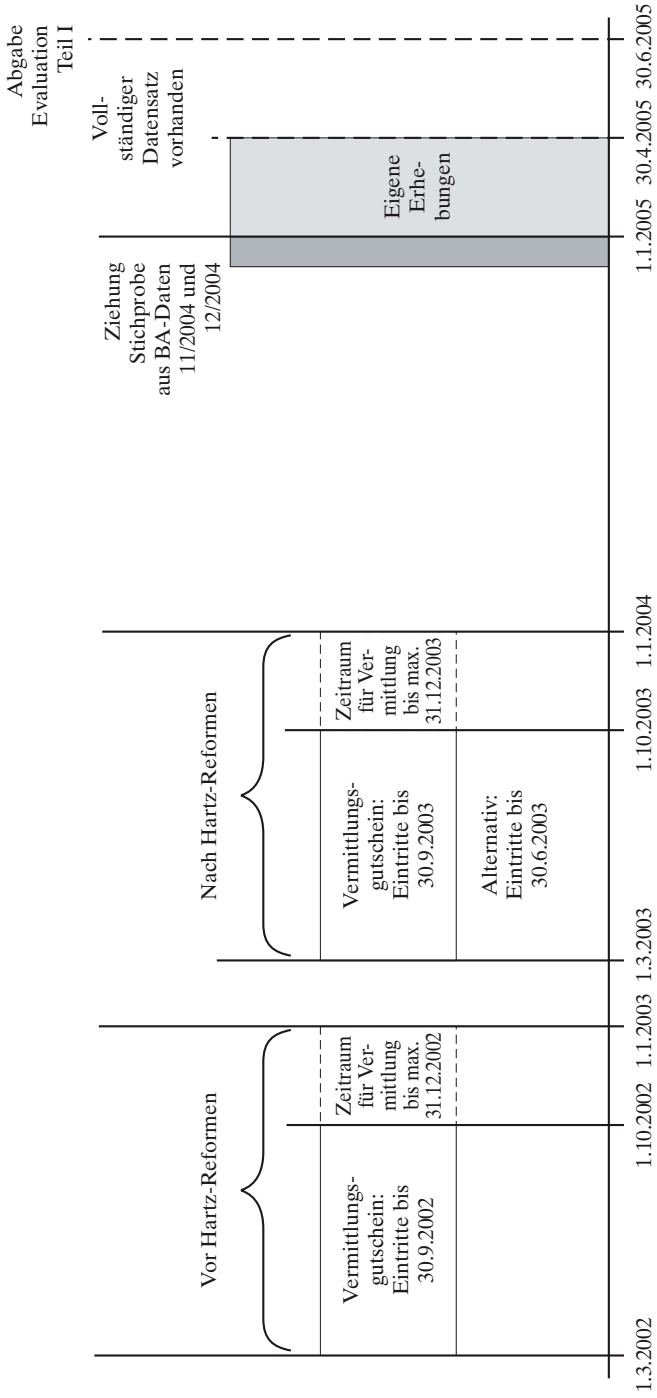 Vor Hartz-Reformen
Vermittlungs-
gutschein:
Eintritte bis
30.9.2002
Zeitraum
für Ver-
mittlung
bis max.
31.12.2002
Nach Hartz-Reformen
Vermittlungs-
gutschein:
Eintritte bis
30.9.2003
Zeitraum
für Ver-
mittlung
bis max.
31.12.2003
Alternativ:
Eintritte bis
30.6.2003
Ziehung
Stichprobe
aus BA-Daten
11/2004 und
12/2004
Eigene
Erhe-
bungen
Voll-
ständiger
Datensatz
vorhanden
Abgabe
Evaluation
Teil I
1.3.2002
1.10.2002
1.1.2003
1.3.2003
1.10.2003
1.1.2004
1.1.2005
30.4.2005
30.6.2005